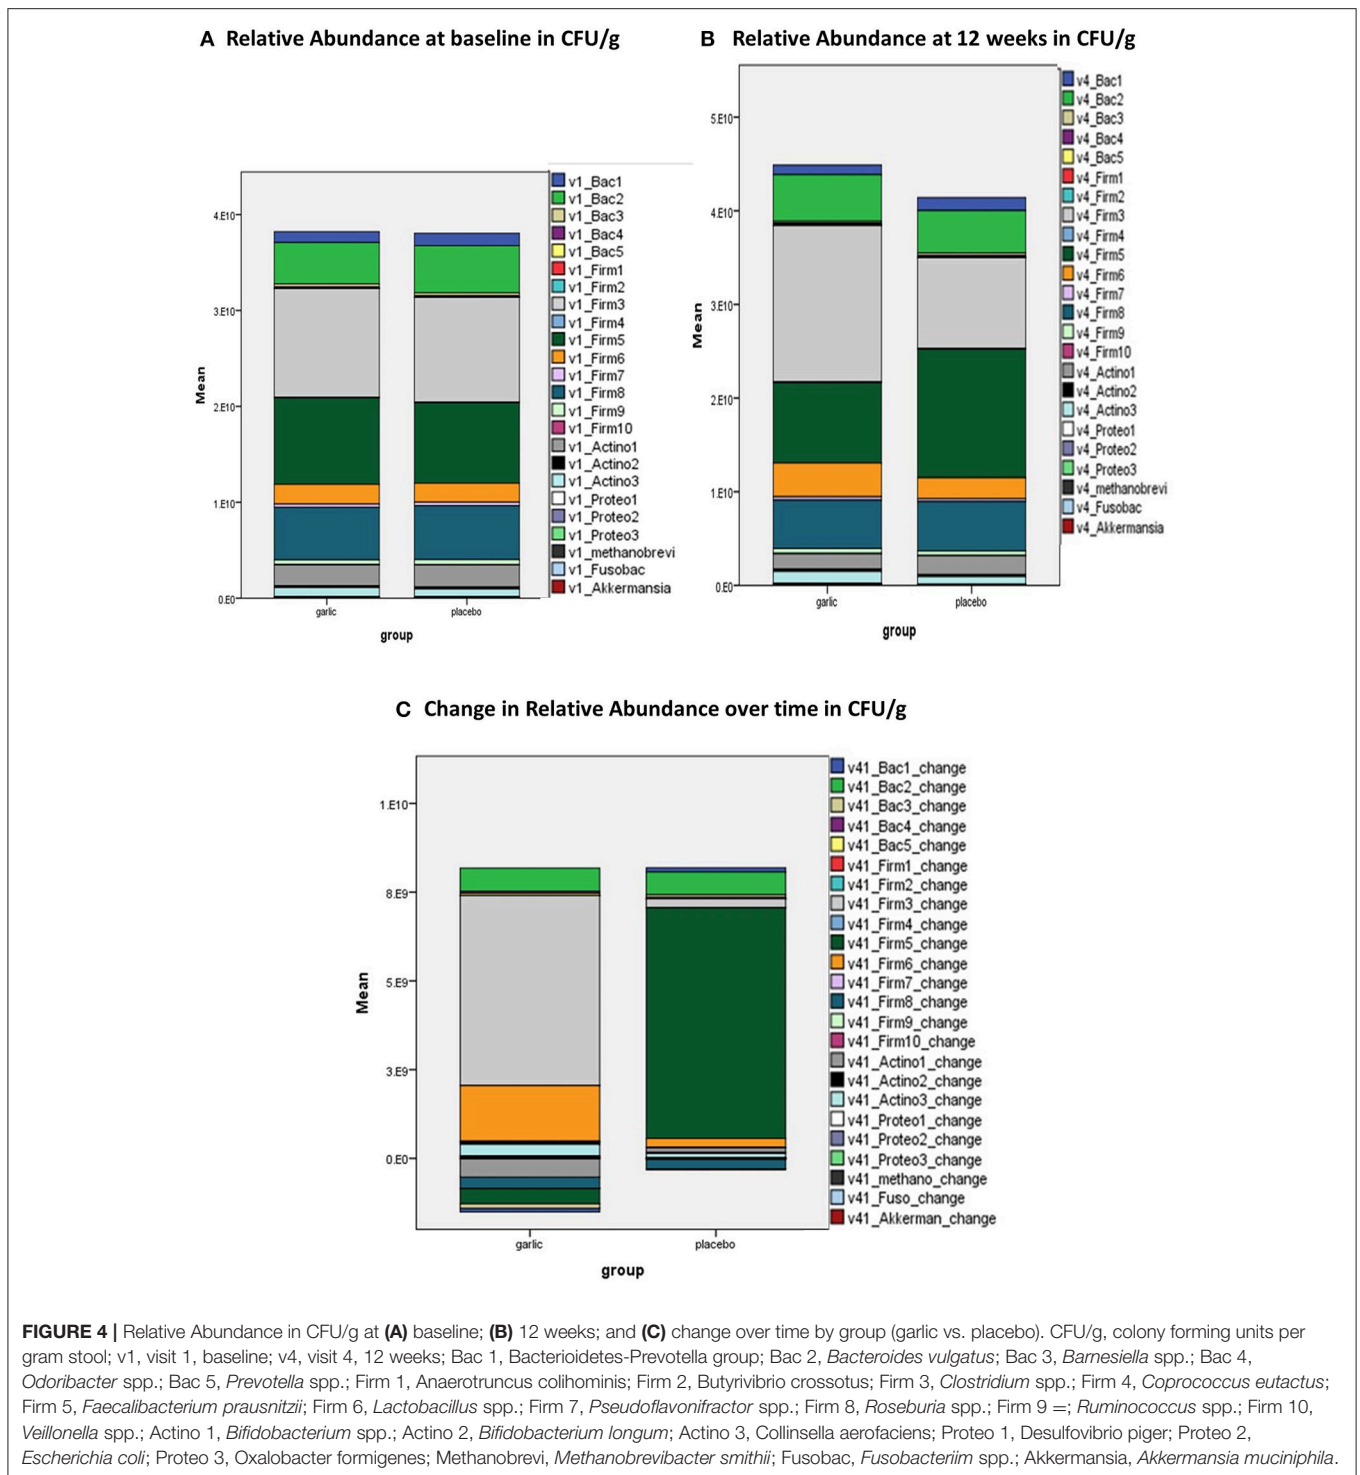 A Relative Abundance at baseline in CFU/g
4.E10
3.E10
2.E10
1.E10
0.E0
Mean
garlic
placebo
group
v1_Bac1
v1_Bac2
v1_Bac3
v1_Bac4
v1_Bac5
v1_Firm1
v1_Firm2
v1_Firm3
v1_Firm4
v1_Firm5
v1_Firm6
v1_Firm7
v1_Firm8
v1_Firm9
v1_Firm10
v1_Actino1
v1_Actino2
v1_Actino3
v1_Proteo1
v1_Proteo2
v1_Proteo3
v1_methanobrevi
v1_Fusobac
v1_Akkermansia
B Relative Abundance at 12 weeks in CFU/g
5.E10
4.E10
3.E10
2.E10
1.E10
0.E0
Mean
garlic
placebo
group
v4_Bac1
v4_Bac2
v4_Bac3
v4_Bac4
v4_Bac5
v4_Firm1
v4_Firm2
v4_Firm3
v4_Firm4
v4_Firm5
v4_Firm6
v4_Firm7
v4_Firm8
v4_Firm9
v4_Firm10
v4_Actino1
v4_Actino2
v4_Actino3
v4_Proteo1
v4_Proteo2
v4_Proteo3
v4_methanobrevi
v4_Fusobac
v4_Akkermansia
C Change in Relative Abundance over time in CFU/g
1.E10
8.E9
5.E9
3.E9
0.E0
Mean
garlic
placebo
group
v41_Bac1_change
v41_Bac2_change
v41_Bac3_change
v41_Bac4_change
v41_Bac5_change
v41_Firm1_change
v41_Firm2_change
v41_Firm3_change
v41_Firm4_change
v41_Firm5_change
v41_Firm6_change
v41_Firm7_change
v41_Firm8_change
v41_Firm9_change
v41_Firm10_change
v41_Actino1_change
v41_Actino2_change
v41_Actino3_change
v41_Proteo1_change
v41_Proteo2_change
v41_Proteo3_change
v41_methano_change
v41_Fuso_change
v41_Akkerman_change
FIGURE 4 | Relative Abundance in CFU/g at (A) baseline; (B) 12 weeks; and (C) change over time by group (garlic vs. placebo). CFU/g, colony forming units per
gram stool; v1, visit 1, baseline; v4, visit 4, 12 weeks; Bac 1, Bacterioidetes-Prevotella group; Bac 2, Bacteroides vulgatus; Bac 3, Barnesiella spp.; Bac 4,
Odoribacter spp.; Bac 5, Prevotella spp.; Firm 1, Anaerotruncus colihominis; Firm 2, Butyrivibrio crossotus; Firm 3, Clostridium spp.; Firm 4, Coprococcus eutactus;
Firm 5, Faecalibacterium prausnitzii; Firm 6, Lactobacillus spp.; Firm 7, Pseudoflavonifractor spp.; Firm 8, Roseburia spp.; Firm 9 =; Ruminococcus spp.; Firm 10,
Veillonella spp.; Actino 1, Bifidobacterium spp.; Actino 2, Bifidobacterium longum; Actino 3, Collinsella aerofaciens; Proteo 1, Desulfovibrio piger; Proteo 2,
Escherichia coli; Proteo 3, Oxalobacter formigenes; Methanobrevi, Methanobrevibacter smithii; Fusobac, Fusobacteriim spp.; Akkermansia, Akkermansia muciniphila.